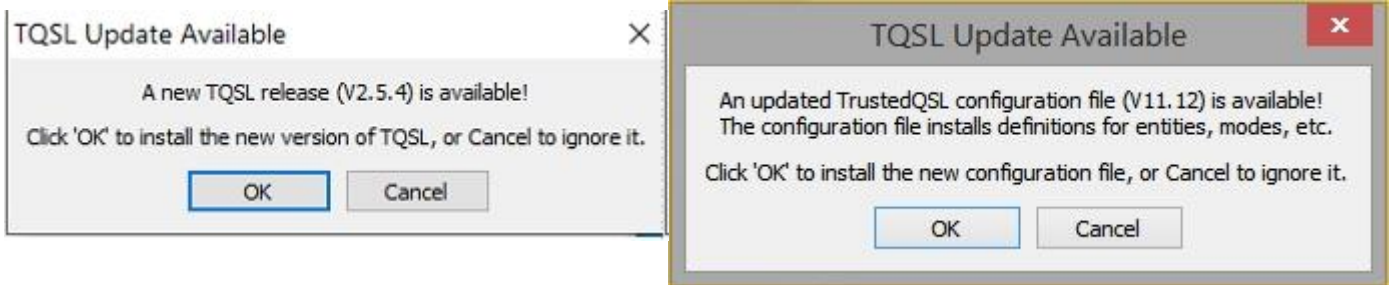 TQSL Update Available
A new TQSL release (V2.5.4) is available!
Click 'OK' to install the new version of TQSL, or Cancel to ignore it.
OK
Cancel
TQSL Update Available
An updated TrustedQSL configuration file (V11.12) is available!
The configuration file installs definitions for entities, modes, etc.
Click 'OK' to install the new configuration file, or Cancel to ignore it.
OK
Cancel